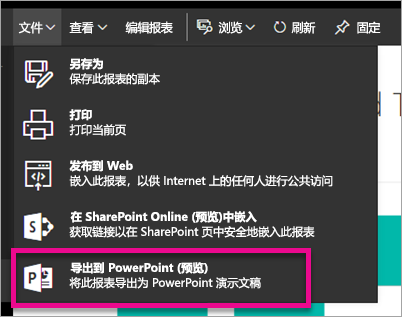 文件 查看 编辑报表 浏览 刷新 固定
另存为
保存此报表的副本
打印
打印当前页
发布到 Web
嵌入此报表，以供 Internet 上的任何人进行公共访问
在 SharePoint Online (预览)中嵌入
获取链接以在 SharePoint 页中安全地嵌入此报表
导出到 PowerPoint (预览)
将此报表导出为 PowerPoint 演示文稿